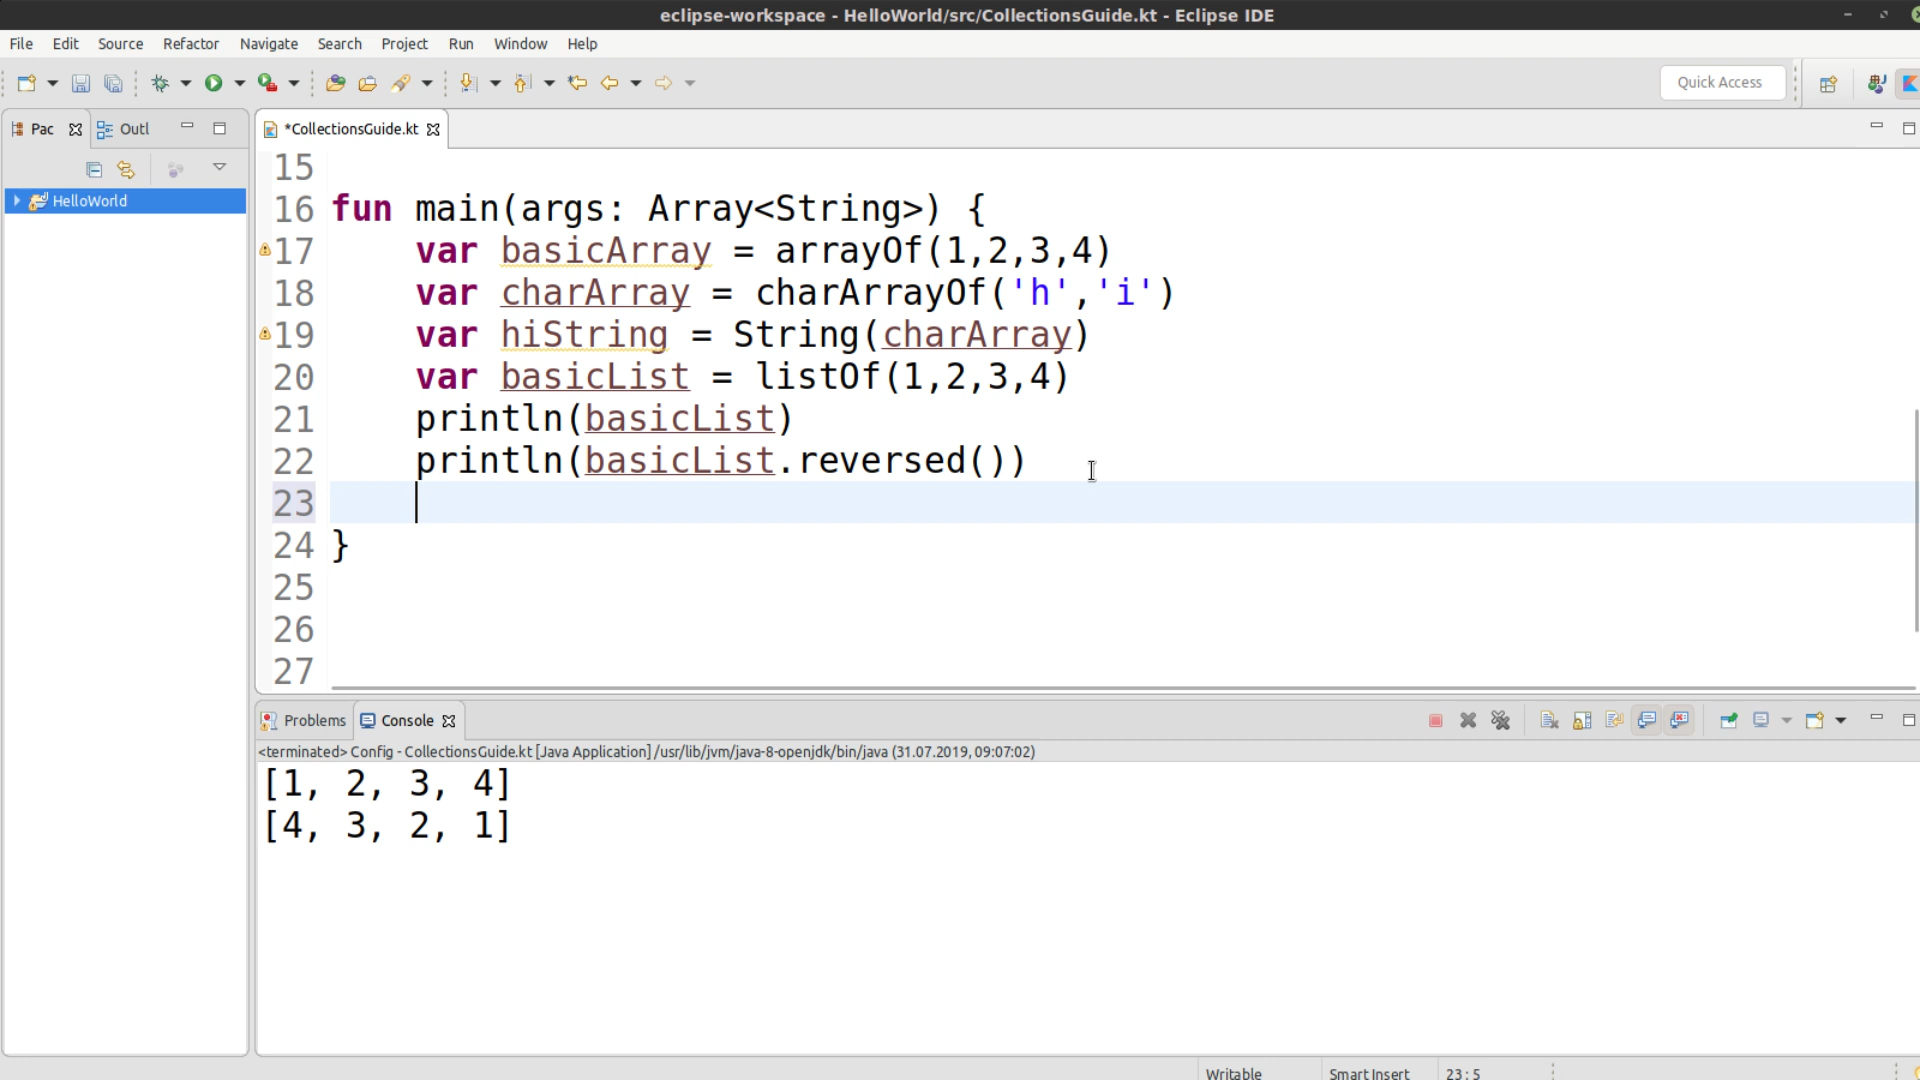 eclipse-workspace - HelloWorld/src/CollectionsGuide.kt - Eclipse IDE
File Edit Source Refactor Navigate Search Project Run Window Help
Quick Access
Pac Outl
*CollectionsGuide.kt
HelloWorld
15
16 fun main(args: Array<String>) {
17     var basicArray = arrayOf(1,2,3,4)
18     var charArray = charArrayOf('h','i')
19     var hiString = String(charArray)
20     var basicList = listOf(1,2,3,4)
21     println(basicList)
22     println(basicList.reversed())
23
24 }
25
26
27
Problems Console
<terminated> Config - CollectionsGuide.kt [Java Application] /usr/lib/jvm/java-8-openjdk/bin/java (31.07.2019, 09:07:02)
[1, 2, 3, 4]
[4, 3, 2, 1]
Writable Smart Insert 23 : 5